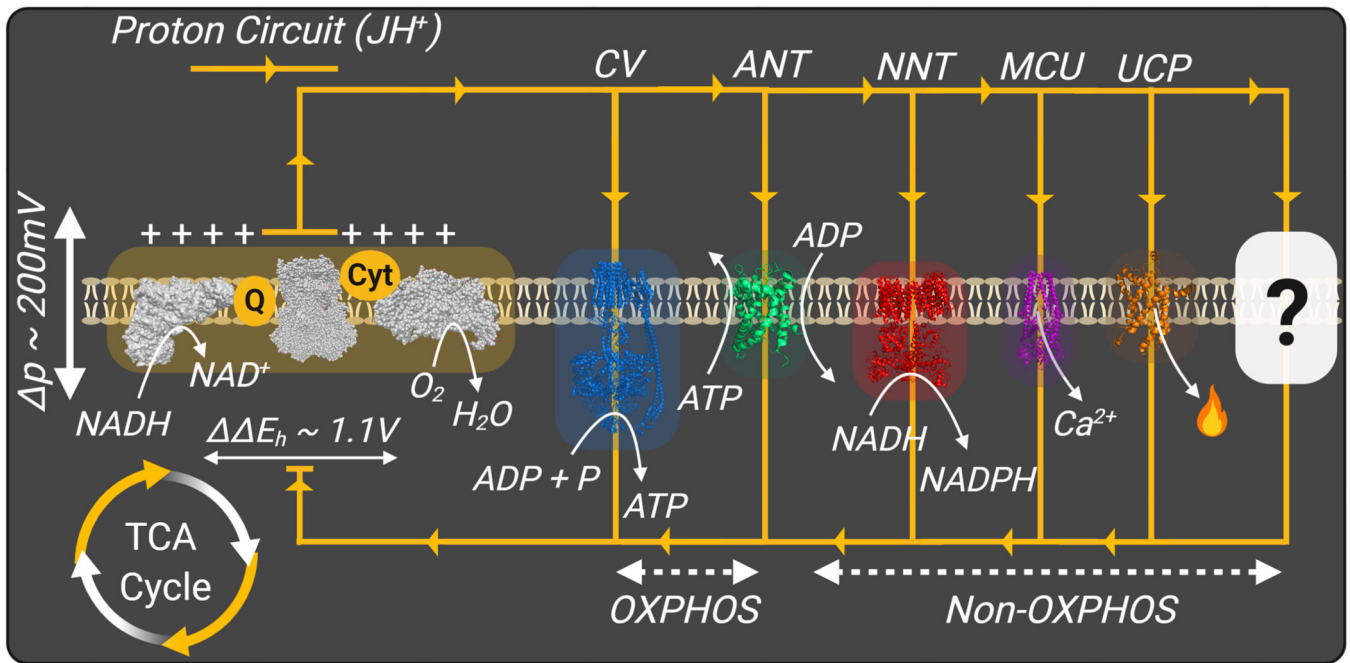 Proton Circuit (JH⁺)
CV
ANT
NNT
MCU
UCP
Δp ~ 200mV
+ + + +
+ + + +
Q
Cyt
?
NADH
NAD⁺
O₂
H₂O
ΔΔEₕ ~ 1.1V
ADP + P
ATP
ATP
ADP
NADH
NADPH
Ca²⁺
TCA
Cycle
OXPHOS
Non-OXPHOS